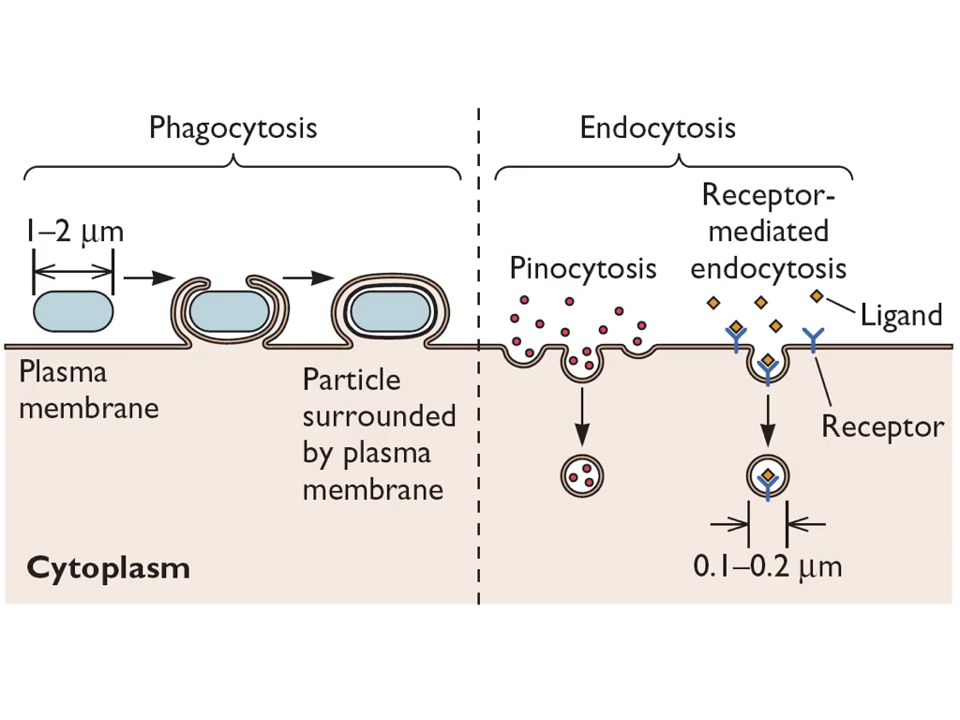 Phagocytosis
Endocytosis
1–2 μm
Pinocytosis
Receptor-
mediated
endocytosis
Ligand
Plasma
membrane
Particle
surrounded
by plasma
membrane
Receptor
Cytoplasm
0.1–0.2 μm